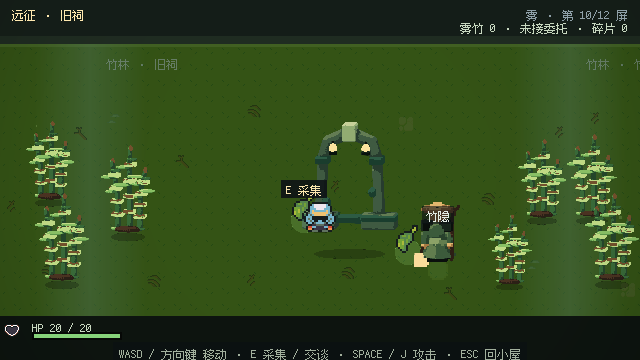 远征 · 旧祠
雾 · 第 10/12 屏
雾竹 0 · 未接委托 · 碎片 0
竹林 · 旧祠
竹林 ·
E 采集
竹隐
HP 20 / 20
WASD / 方向键 移动 · E 采集 / 交谈 · SPACE / J 攻击 · ESC 回小屋